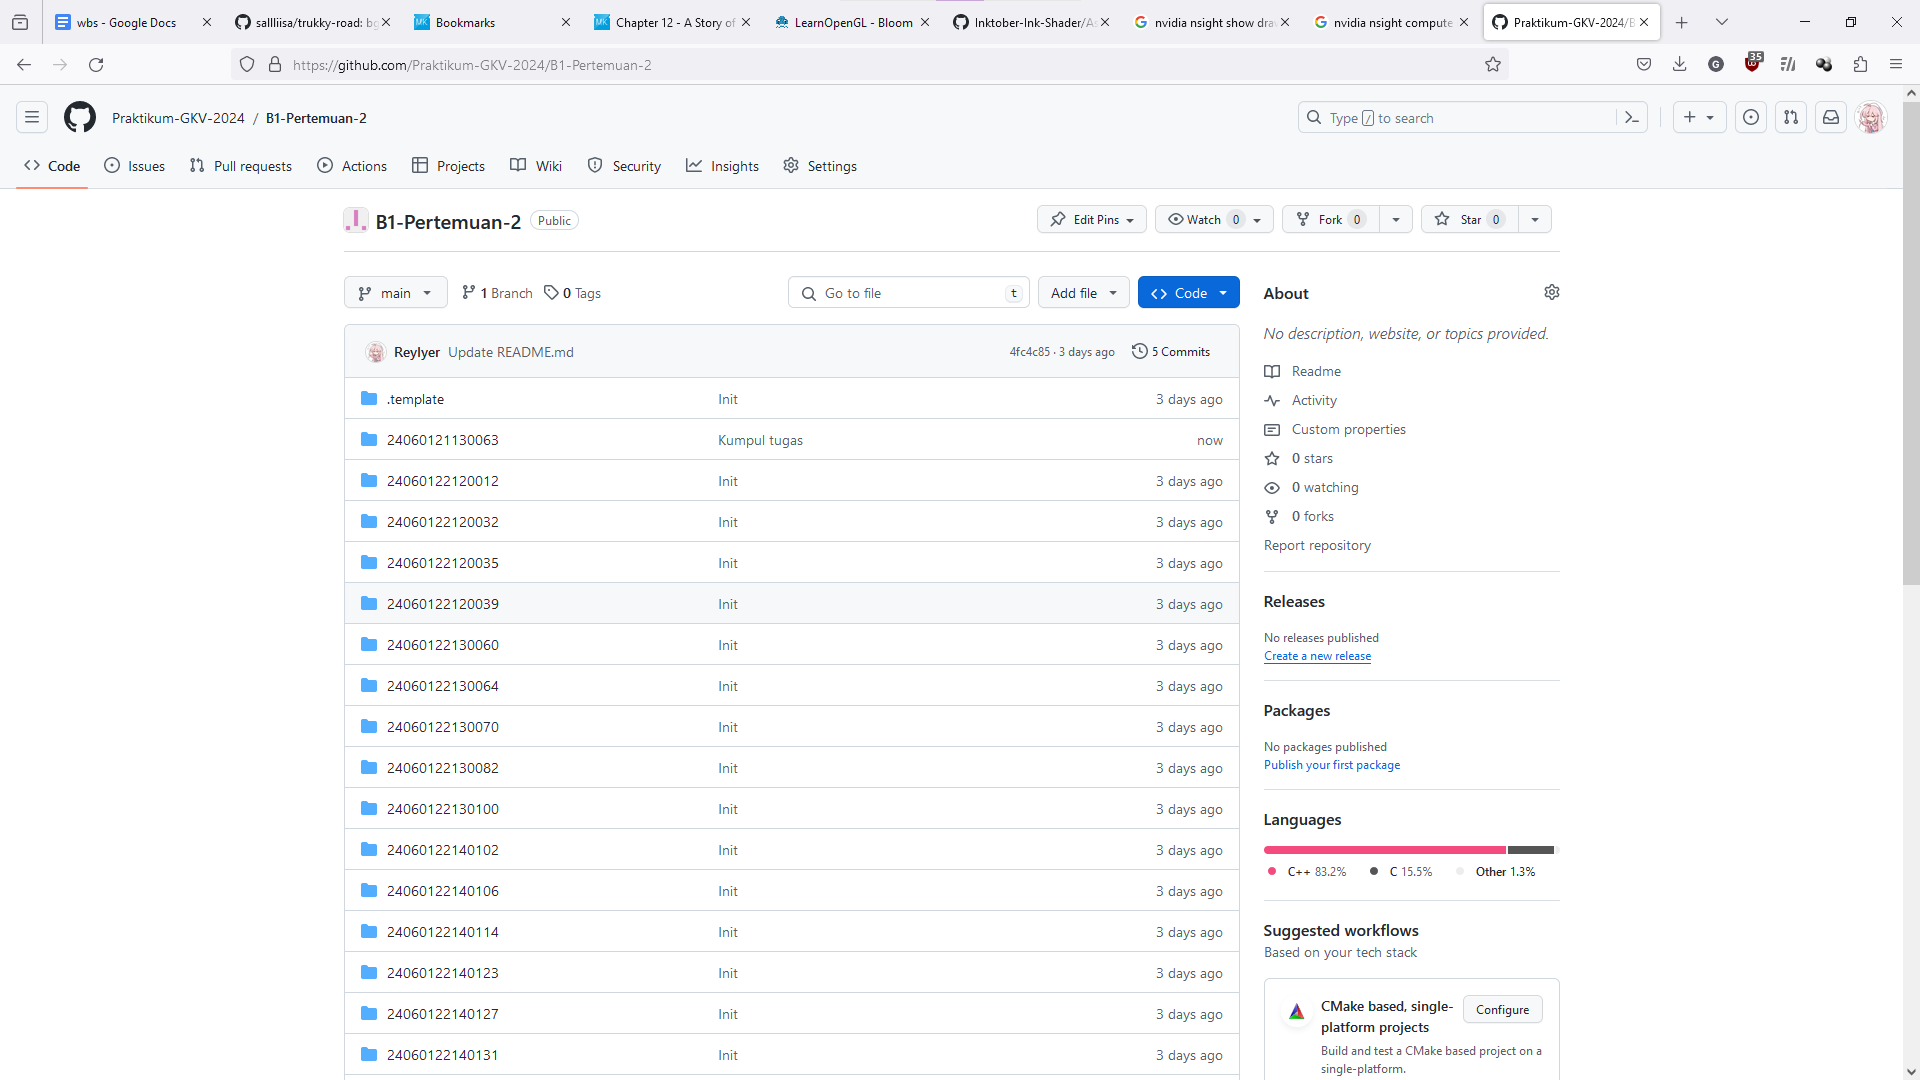 wbs - Google Docs
sallliisa/trukky-road: bg
Bookmarks
Chapter 12 - A Story of
LearnOpenGL - Bloom
Inktober-Ink-Shader/As
nvidia nsight show dra
nvidia nsight compute
Praktikum-GKV-2024/B
https://github.com/Praktikum-GKV-2024/B1-Pertemuan-2
35
Praktikum-GKV-2024 / B1-Pertemuan-2
Type / to search
Code
Issues
Pull requests
Actions
Projects
Wiki
Security
Insights
Settings
B1-Pertemuan-2
Public
Edit Pins
Watch 0
Fork 0
Star 0
main
1 Branch
0 Tags
Go to file
t
Add file
Code
Reylyer Update README.md
4fc4c85 · 3 days ago
5 Commits
.template Init 3 days ago
24060121130063 Kumpul tugas now
24060122120012 Init 3 days ago
24060122120032 Init 3 days ago
24060122120035 Init 3 days ago
24060122120039 Init 3 days ago
24060122130060 Init 3 days ago
24060122130064 Init 3 days ago
24060122130070 Init 3 days ago
24060122130082 Init 3 days ago
24060122130100 Init 3 days ago
24060122140102 Init 3 days ago
24060122140106 Init 3 days ago
24060122140114 Init 3 days ago
24060122140123 Init 3 days ago
24060122140127 Init 3 days ago
24060122140131 Init 3 days ago
About
No description, website, or topics provided.
Readme
Activity
Custom properties
0 stars
0 watching
0 forks
Report repository
Releases
No releases published
Create a new release
Packages
No packages published
Publish your first package
Languages
C++ 83.2%
C 15.5%
Other 1.3%
Suggested workflows
Based on your tech stack
CMake based, single-
platform projects
Configure
Build and test a CMake based project on a
single-platform.